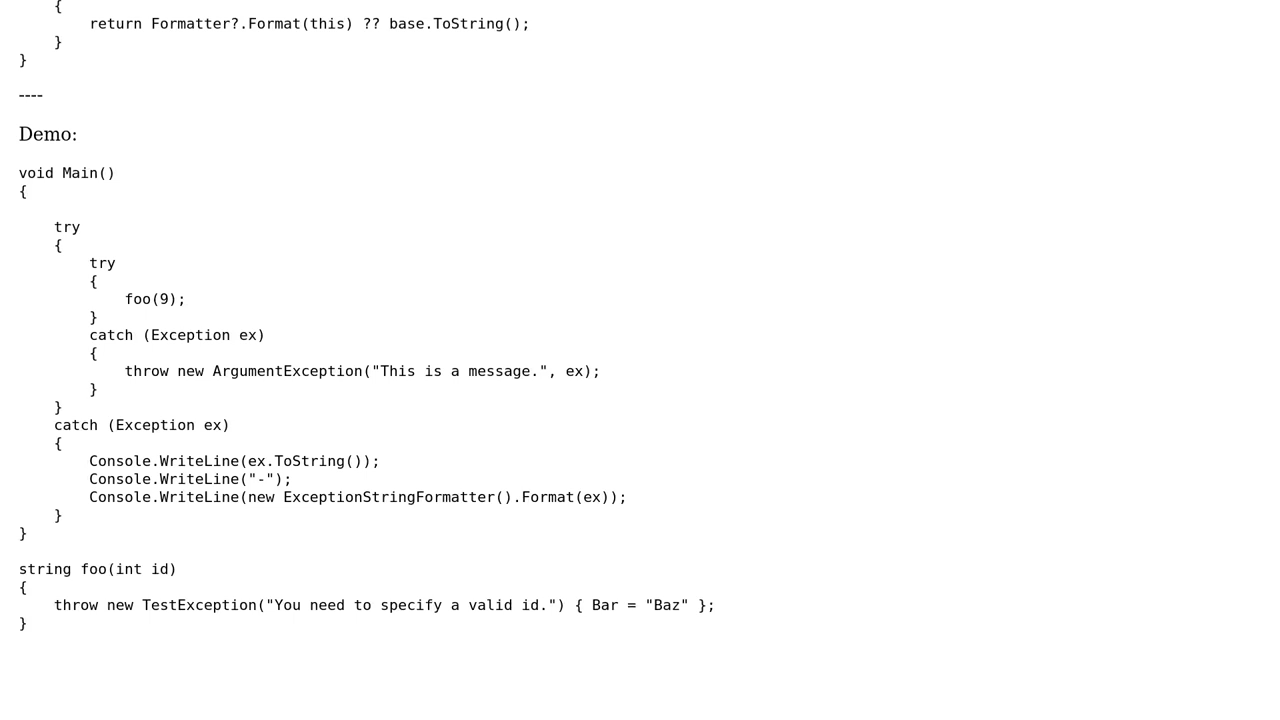 {
        return Formatter?.Format(this) ?? base.ToString();
    }
}
----
Demo:
void Main()
{
    try
    {
        try
        {
            foo(9);
        }
        catch (Exception ex)
        {
            throw new ArgumentException("This is a message.", ex);
        }
    }
    catch (Exception ex)
    {
        Console.WriteLine(ex.ToString());
        Console.WriteLine("-");
        Console.WriteLine(new ExceptionStringFormatter().Format(ex));
    }
}
string foo(int id)
{
    throw new TestException("You need to specify a valid id.") { Bar = "Baz" };
}